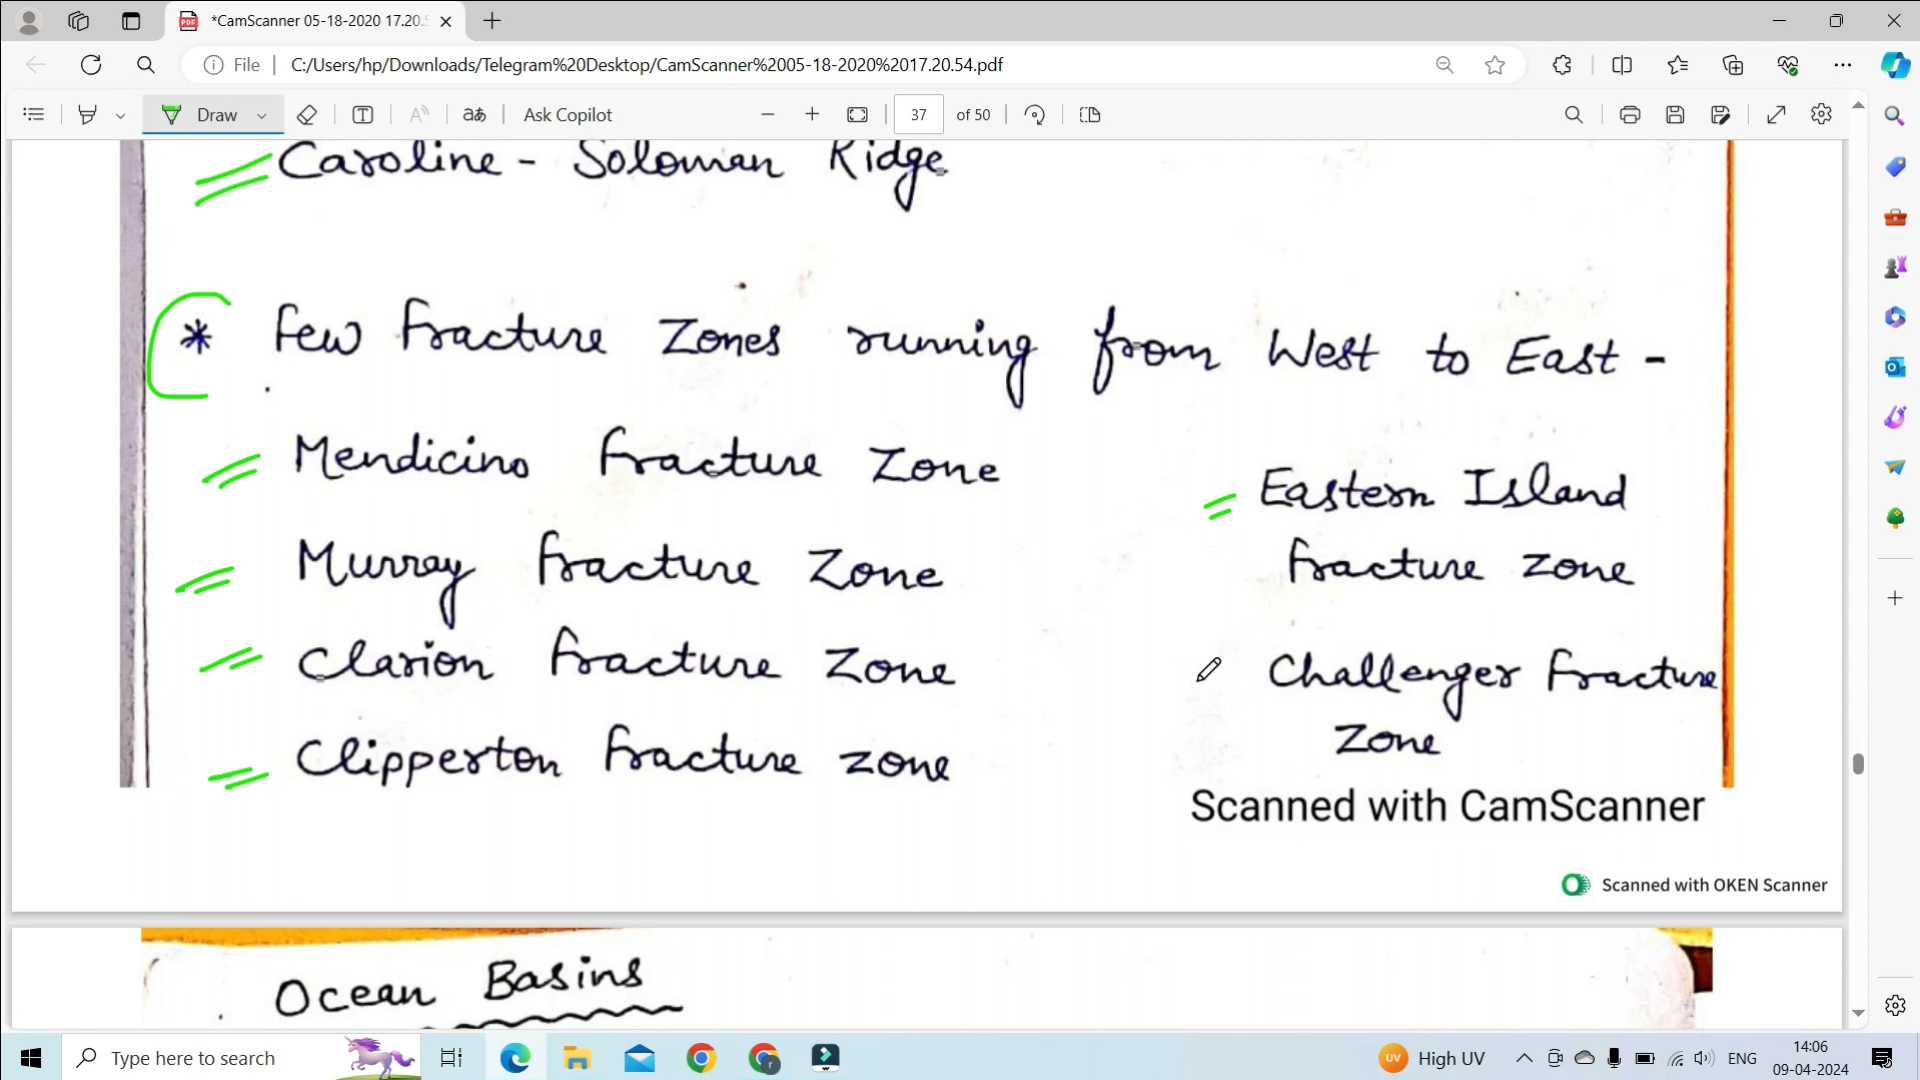 *CamScanner 05-18-2020 17.20.5
File
C:/Users/hp/Downloads/Telegram%20Desktop/CamScanner%2005-18-2020%2017.20.54.pdf
Draw
aあ
Ask Copilot
37 of 50
Caroline - Soloman Ridge
* Few Fracture Zones running from West to East -
Mendicino Fracture Zone
Murray Fracture Zone
Clarion Fracture Zone
Clipperton Fracture zone
Eastern Island
Fracture zone
Challenger Fracture
Zone
Scanned with CamScanner
Scanned with OKEN Scanner
Ocean Basins
Type here to search
UV High UV
ENG
14:06
09-04-2024